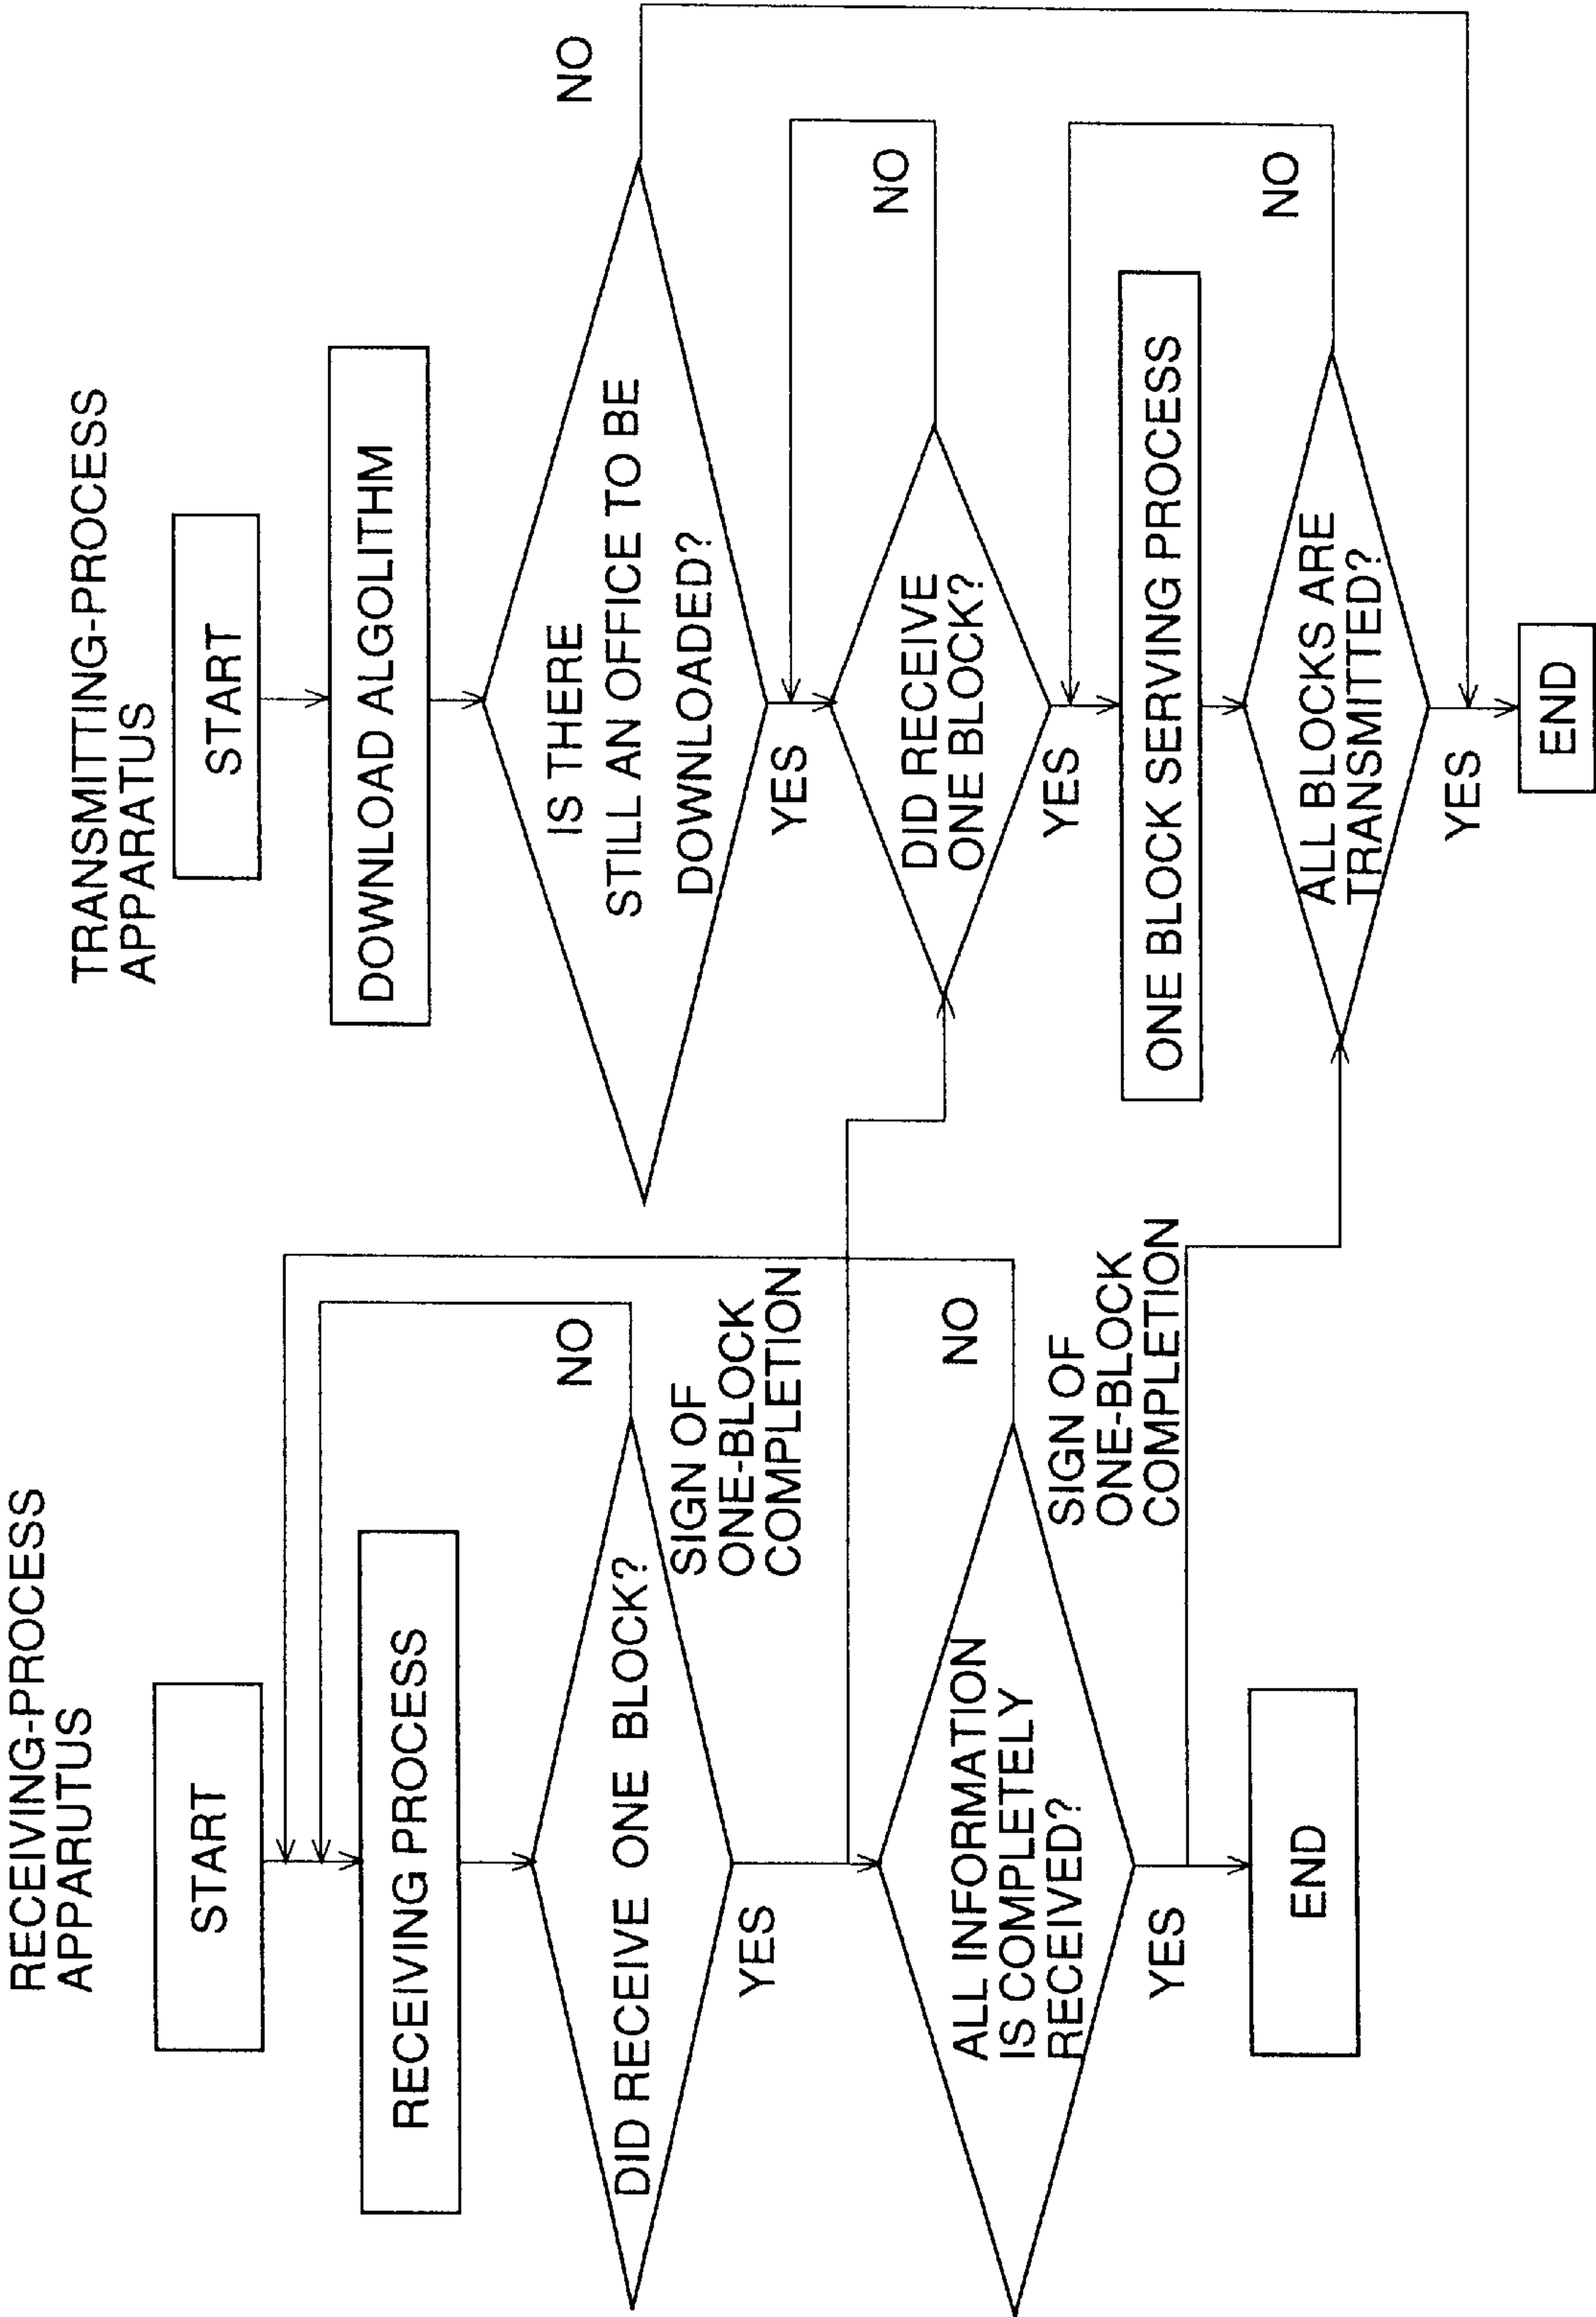 RECEIVING-PROCESS
APPARUTUS
START
RECEIVING PROCESS
DID RECEIVE ONE BLOCK?
NO
YES
SIGN OF
ONE-BLOCK
COMPLETION
ALL INFORMATION
IS COMPLETELY
RECEIVED?
NO
YES
SIGN OF
ONE-BLOCK
COMPLETION
END
TRANSMITTING-PROCESS
APPARATUS
START
DOWNLOAD ALGOLITHM
IS THERE
STILL AN OFFICE TO BE
DOWNLOADED?
NO
YES
DID RECEIVE
ONE BLOCK?
NO
YES
ONE BLOCK SERVING PROCESS
ALL BLOCKS ARE
TRANSMITTED?
NO
YES
END